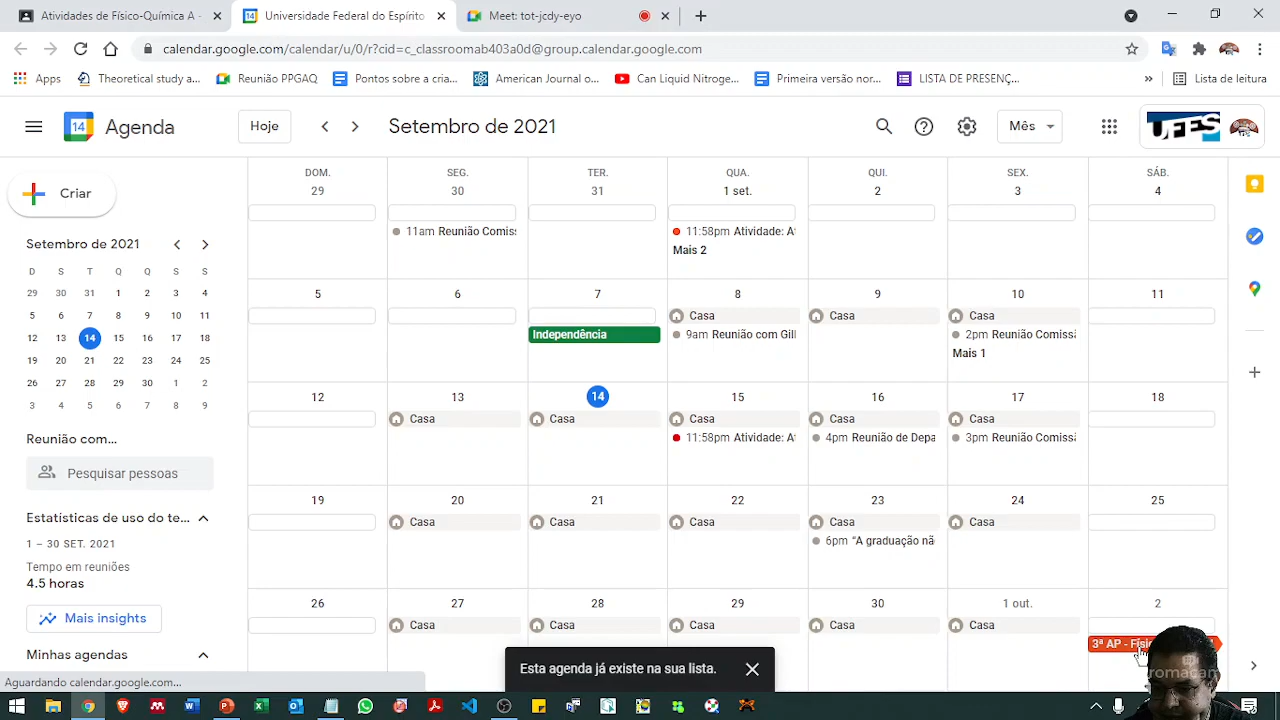 Atividades de Físico-Química A -
Universidade Federal do Espírito
Meet: tot-jcdy-eyo
calendar.google.com/calendar/u/0/r?cid=c_classroomab403a0d@group.calendar.google.com
Apps
Theoretical study a...
Reunião PPGAQ
Pontos sobre a cria...
American Journal o...
Can Liquid Nitroge...
Primeira versão nor...
LISTA DE PRESENÇ...
»
Lista de leitura
14
Agenda
Hoje
Setembro de 2021
Mês
UFES
Criar
Setembro de 2021
D S T Q Q S S
29 30 31 1 2 3 4
5 6 7 8 9 10 11
12 13 14 15 16 17 18
19 20 21 22 23 24 25
26 27 28 29 30 1 2
3 4 5 6 7 8 9
Reunião com...
Pesquisar pessoas
Estatísticas de uso do te...
1 – 30 SET. 2021
Tempo em reuniões
4.5 horas
Mais insights
Minhas agendas
DOM. SEG. TER. QUA. QUI. SEX. SÁB.
29 30 31 1 set. 2 3 4
11am Reunião Comiss
11:58pm Atividade: A
Mais 2
5 6 7 8 9 10 11
Casa Casa Casa
Independência
9am Reunião com Gill
2pm Reunião Comissã
Mais 1
12 13 14 15 16 17 18
Casa Casa Casa Casa Casa
11:58pm Atividade: A
4pm Reunião de Depa
3pm Reunião Comissã
19 20 21 22 23 24 25
Casa Casa Casa Casa Casa
6pm “A graduação nã
26 27 28 29 30 1 out. 2
Casa Casa Casa Casa Casa
3ª AP - Físi
Esta agenda já existe na sua lista.
Aguardando calendar.google.com...